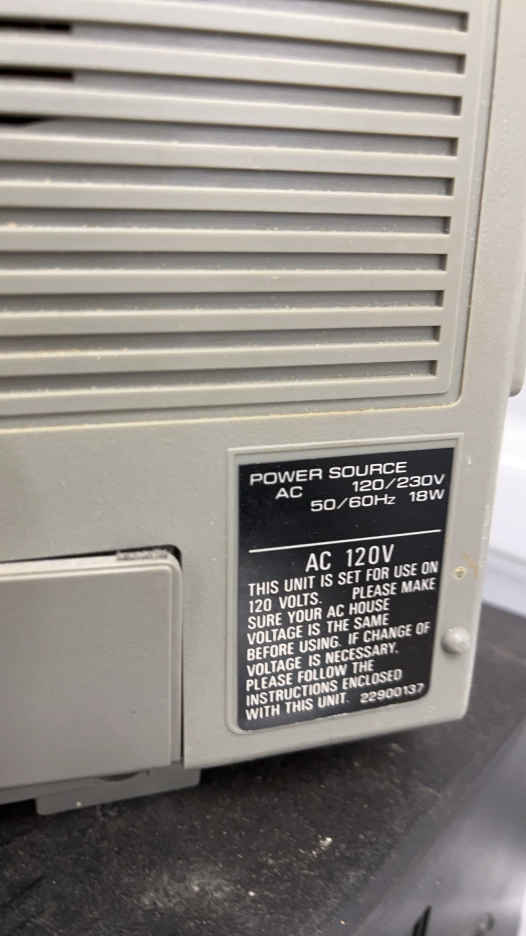 POWER SOURCE
AC 120/230V
50/60Hz 18W
AC 120V
THIS UNIT IS SET FOR USE ON
120 VOLTS. PLEASE MAKE
SURE YOUR AC HOUSE
VOLTAGE IS THE SAME
BEFORE USING. IF CHANGE OF
VOLTAGE IS NECESSARY,
PLEASE FOLLOW THE
INSTRUCTIONS ENCLOSED
WITH THIS UNIT. 22900137